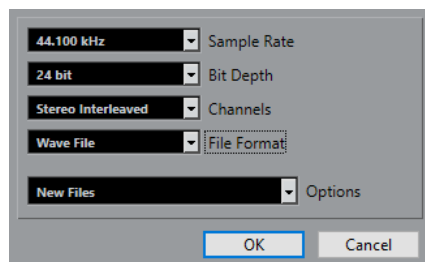 44.100 kHz Sample Rate
24 bit Bit Depth
Stereo Interleaved Channels
Wave File File Format
New Files Options
OK Cancel